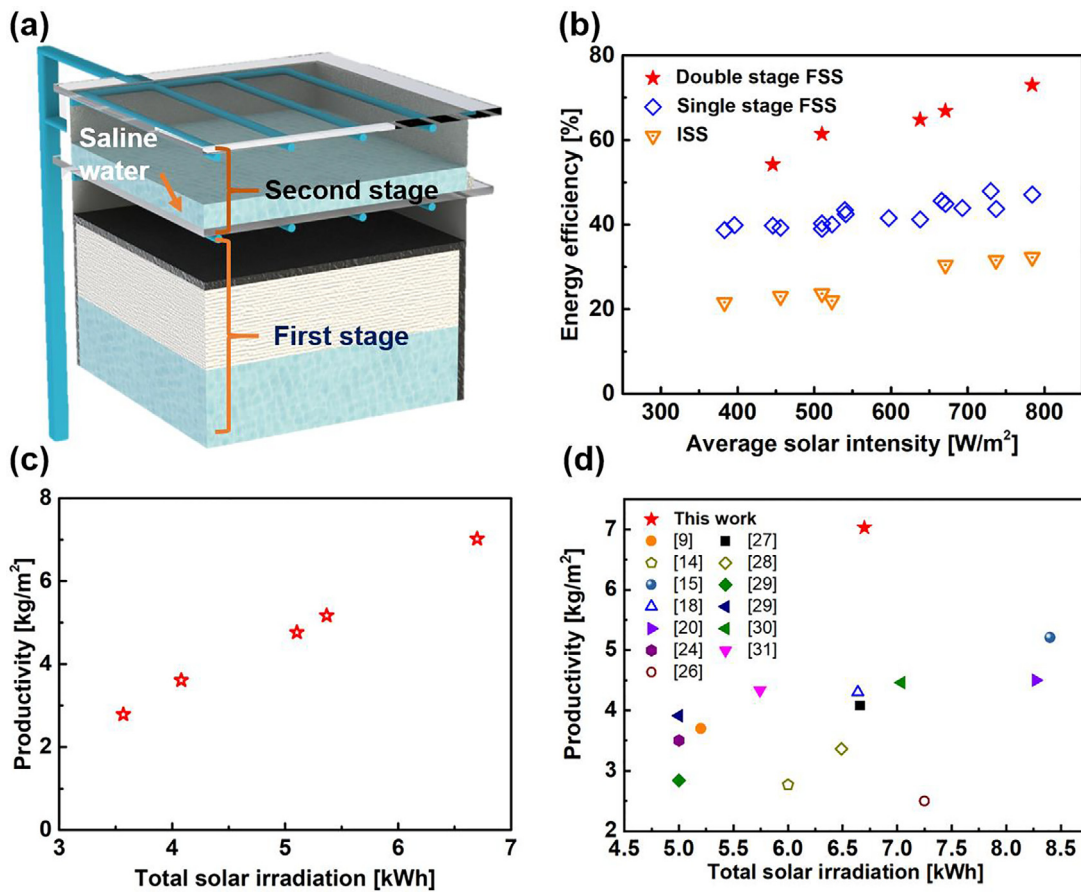 (a)
Saline
water
Second stage
First stage
(b)
Energy efficiency [%]
80
60
40
20
0
Double stage FSS
Single stage FSS
ISS
300 400 500 600 700 800
Average solar intensity [W/m²]
(c)
Productivity [kg/m²]
8
6
4
2
0
3 4 5 6 7
Total solar irradiation [kWh]
(d)
Productivity [kg/m²]
7
6
5
4
3
2
This work
[9] [27]
[14] [28]
[15] [29]
[18] [29]
[20] [30]
[24] [31]
[26]
4.5 5.0 5.5 6.0 6.5 7.0 7.5 8.0 8.5
Total solar irradiation [kWh]